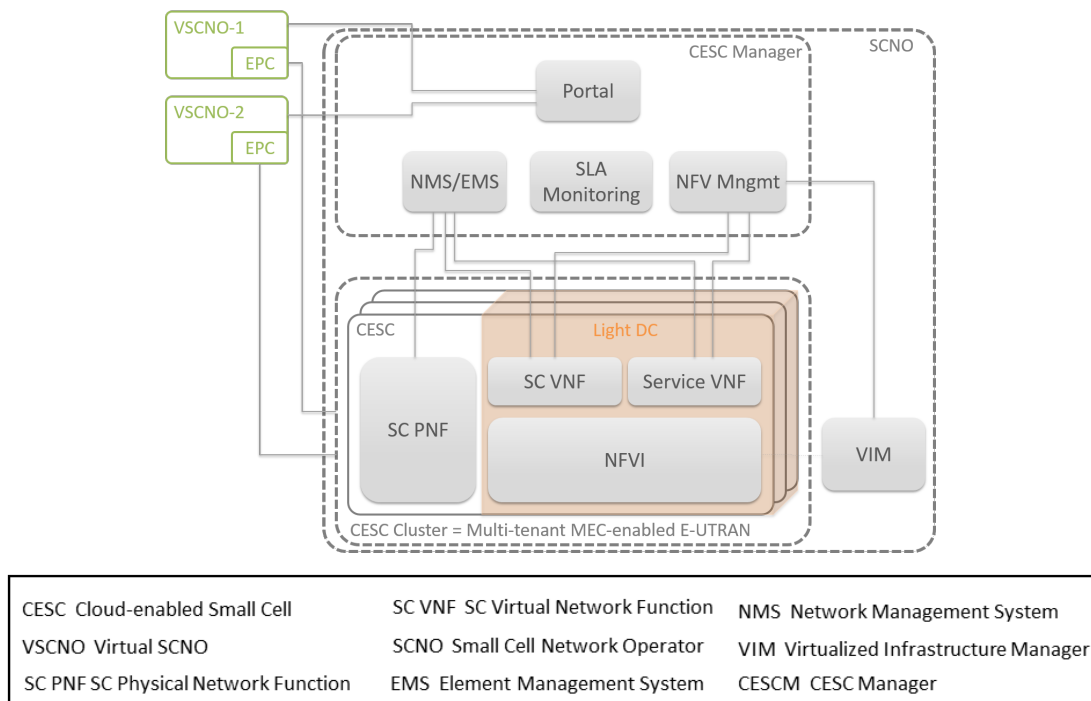 VSCNO-1
EPC
VSCNO-2
EPC
SCNO
CESC Manager
Portal
NMS/EMS
SLA
Monitoring
NFV Mngmt
CESC
Light DC
SC PNF
SC VNF
Service VNF
NFVI
VIM
CESC Cluster = Multi-tenant MEC-enabled E-UTRAN
CESC Cloud-enabled Small Cell
SC VNF SC Virtual Network Function
NMS Network Management System
VSCNO Virtual SCNO
SCNO Small Cell Network Operator
VIM Virtualized Infrastructure Manager
SC PNF SC Physical Network Function
EMS Element Management System
CESCM CESC Manager